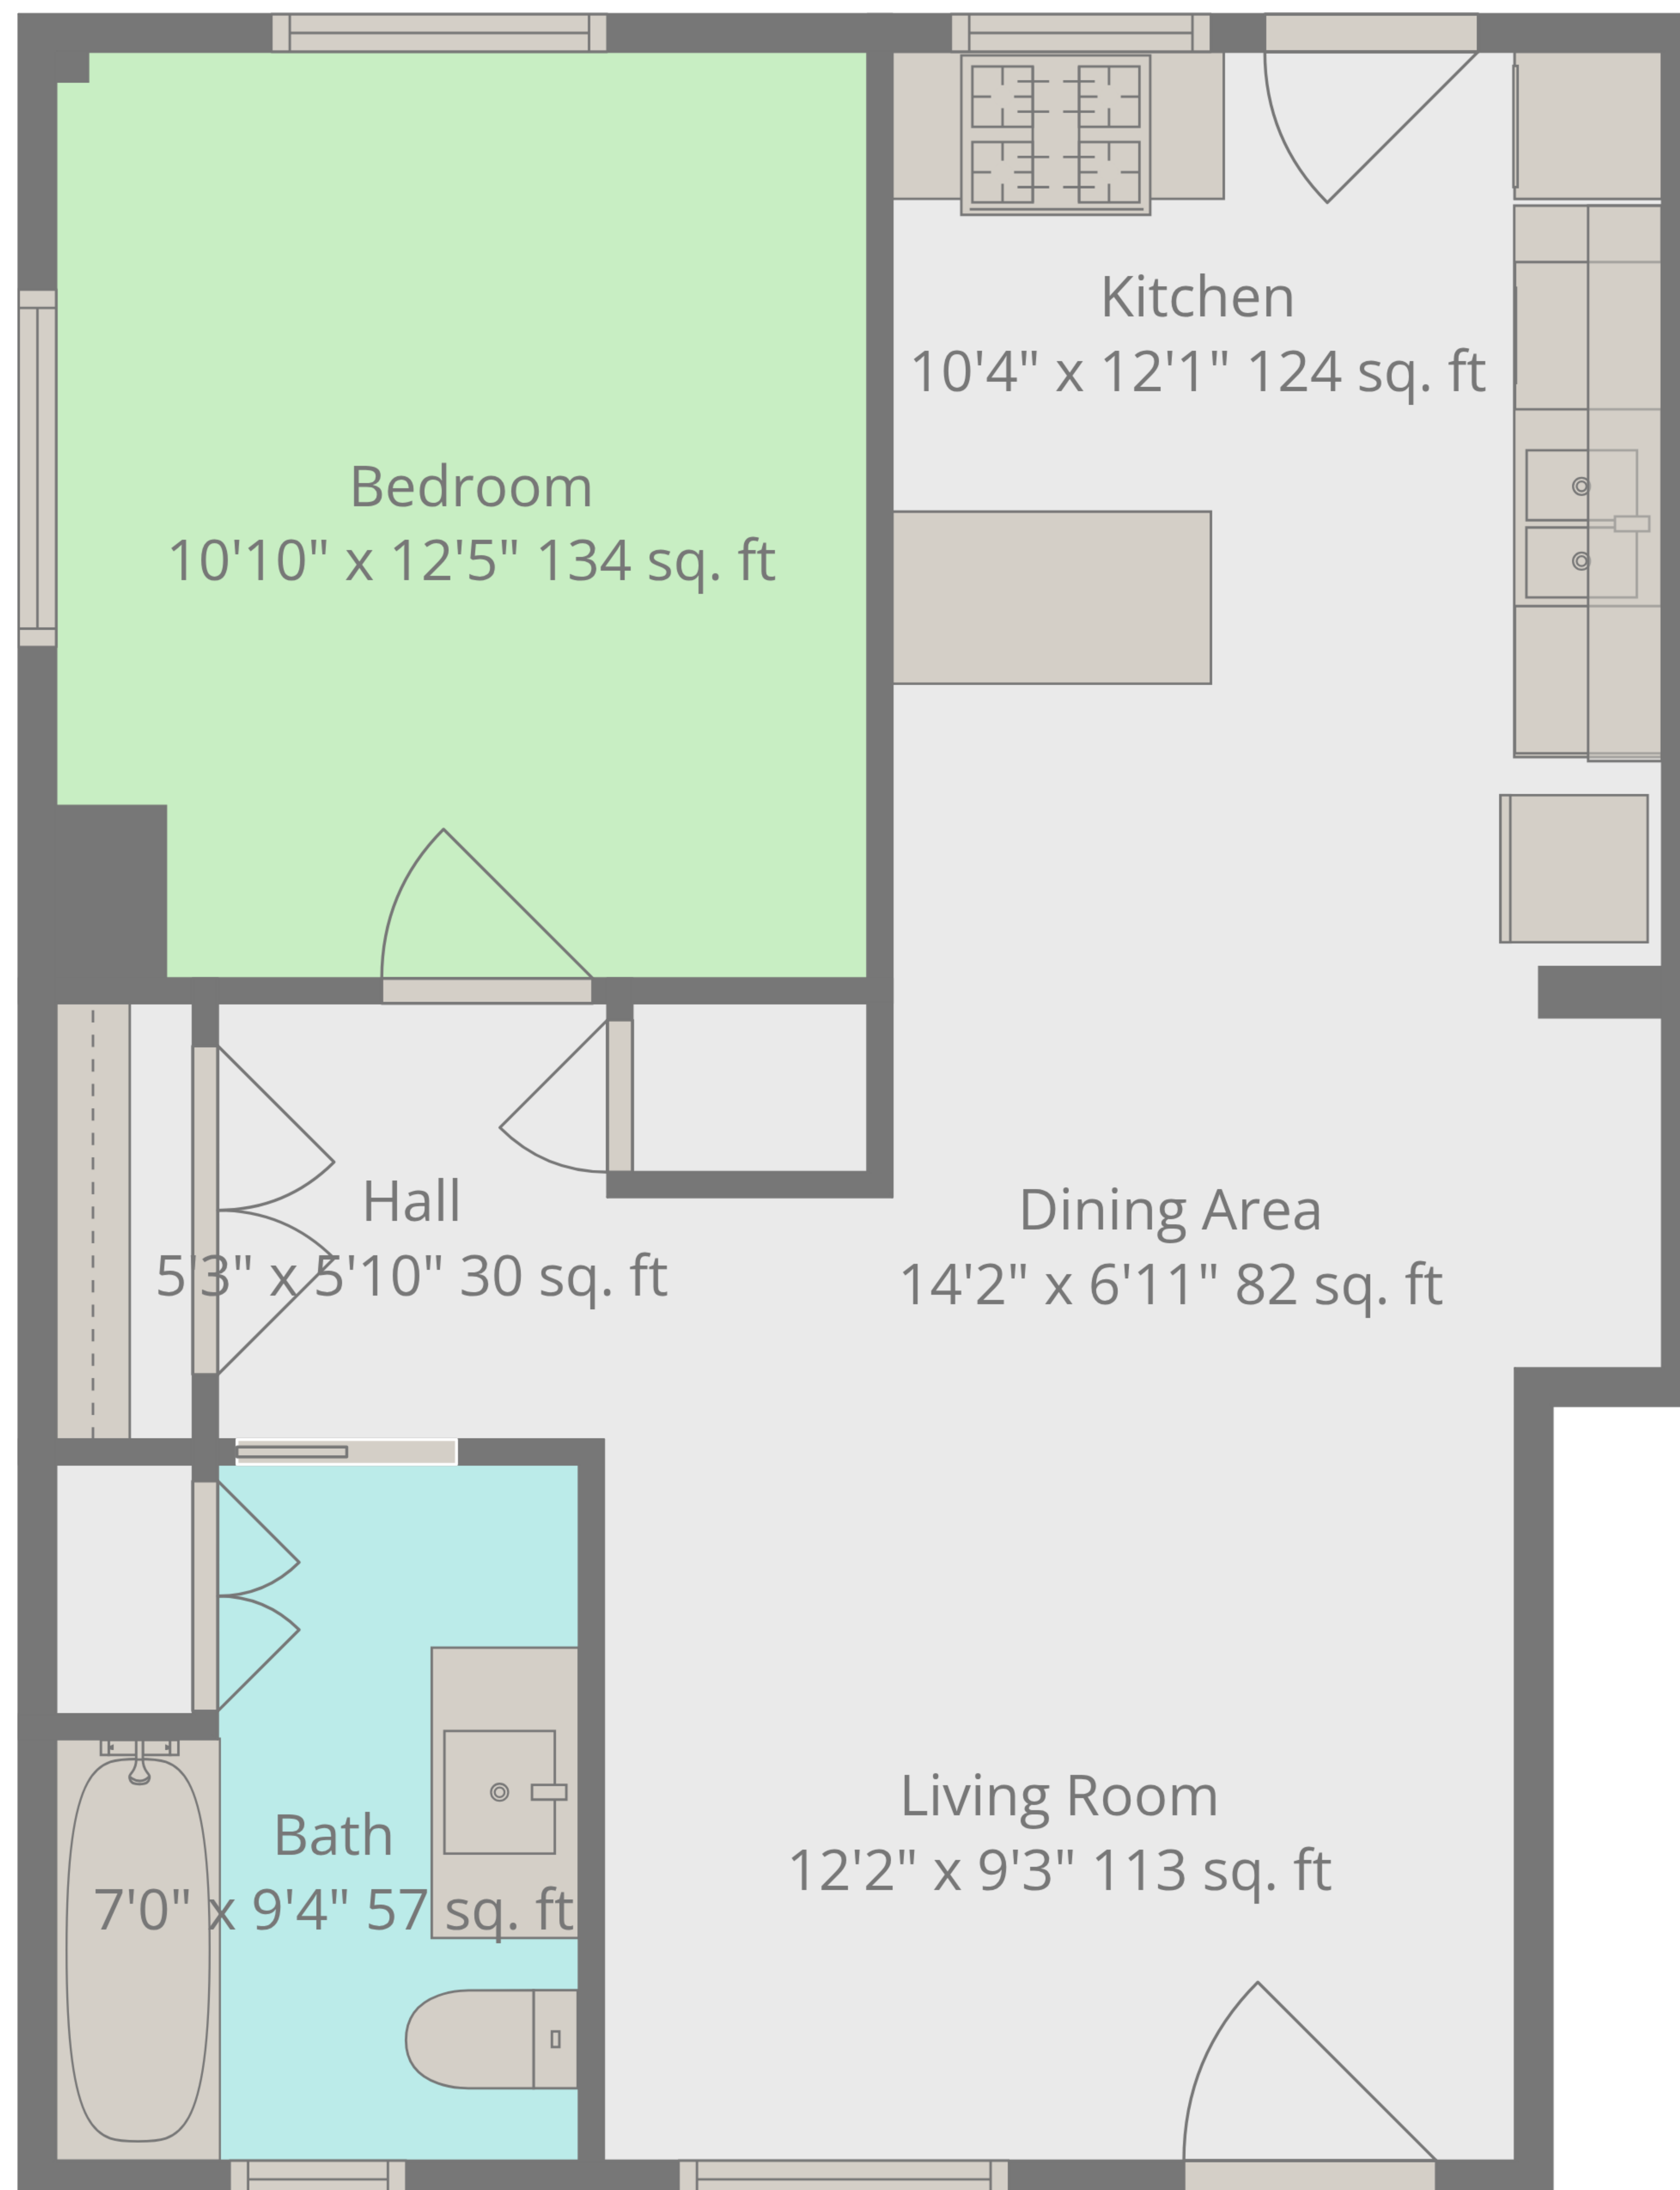 Kitchen
10'4" x 12'1" 124 sq. ft
Bedroom
10'10" x 12'5" 134 sq. ft
Hall
5'3" x 5'10" 30 sq. ft
Dining Area
14'2" x 6'11" 82 sq. ft
Living Room
12'2" x 9'3" 113 sq. ft
Bath
7'0" x 9'4" 57 sq. ft